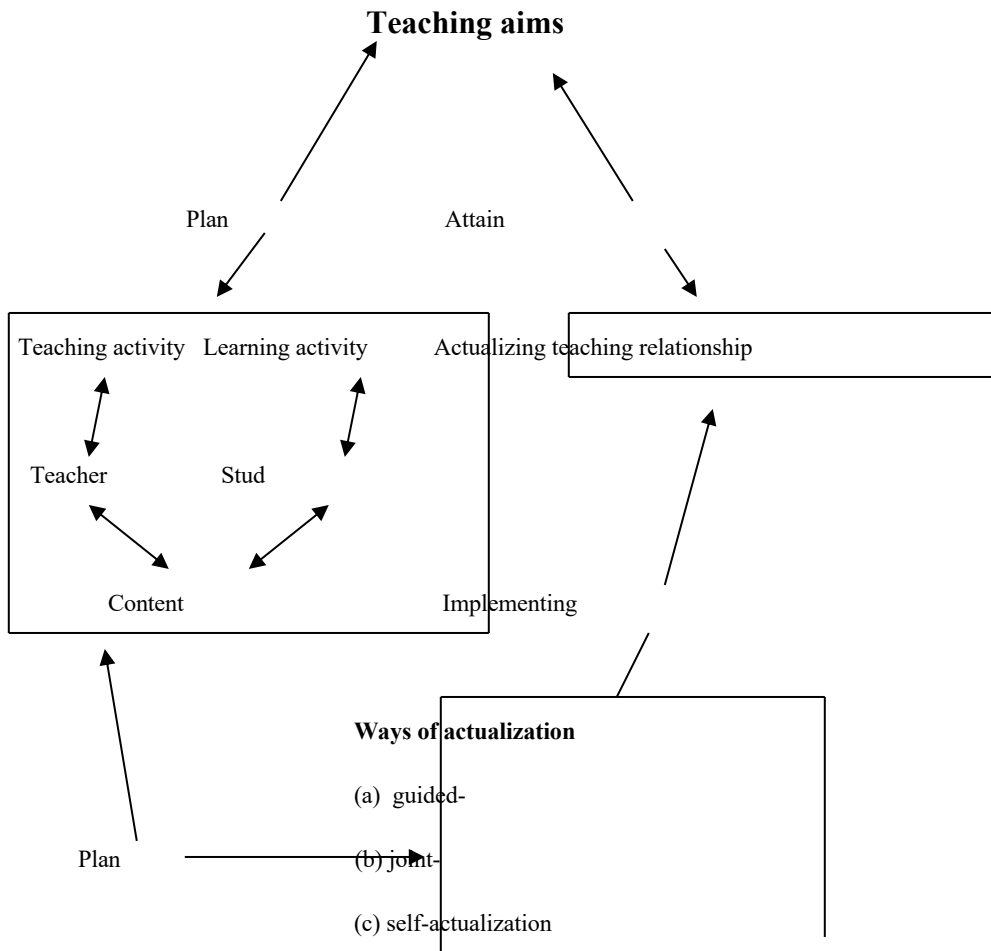 Teaching aims
Plan Attain
Teaching activity Learning activity Actualizing teaching relationship
Teacher Stud
Content Implementing
Ways of actualization
(a) guided-
Plan (b) joint-
(c) self-actualization